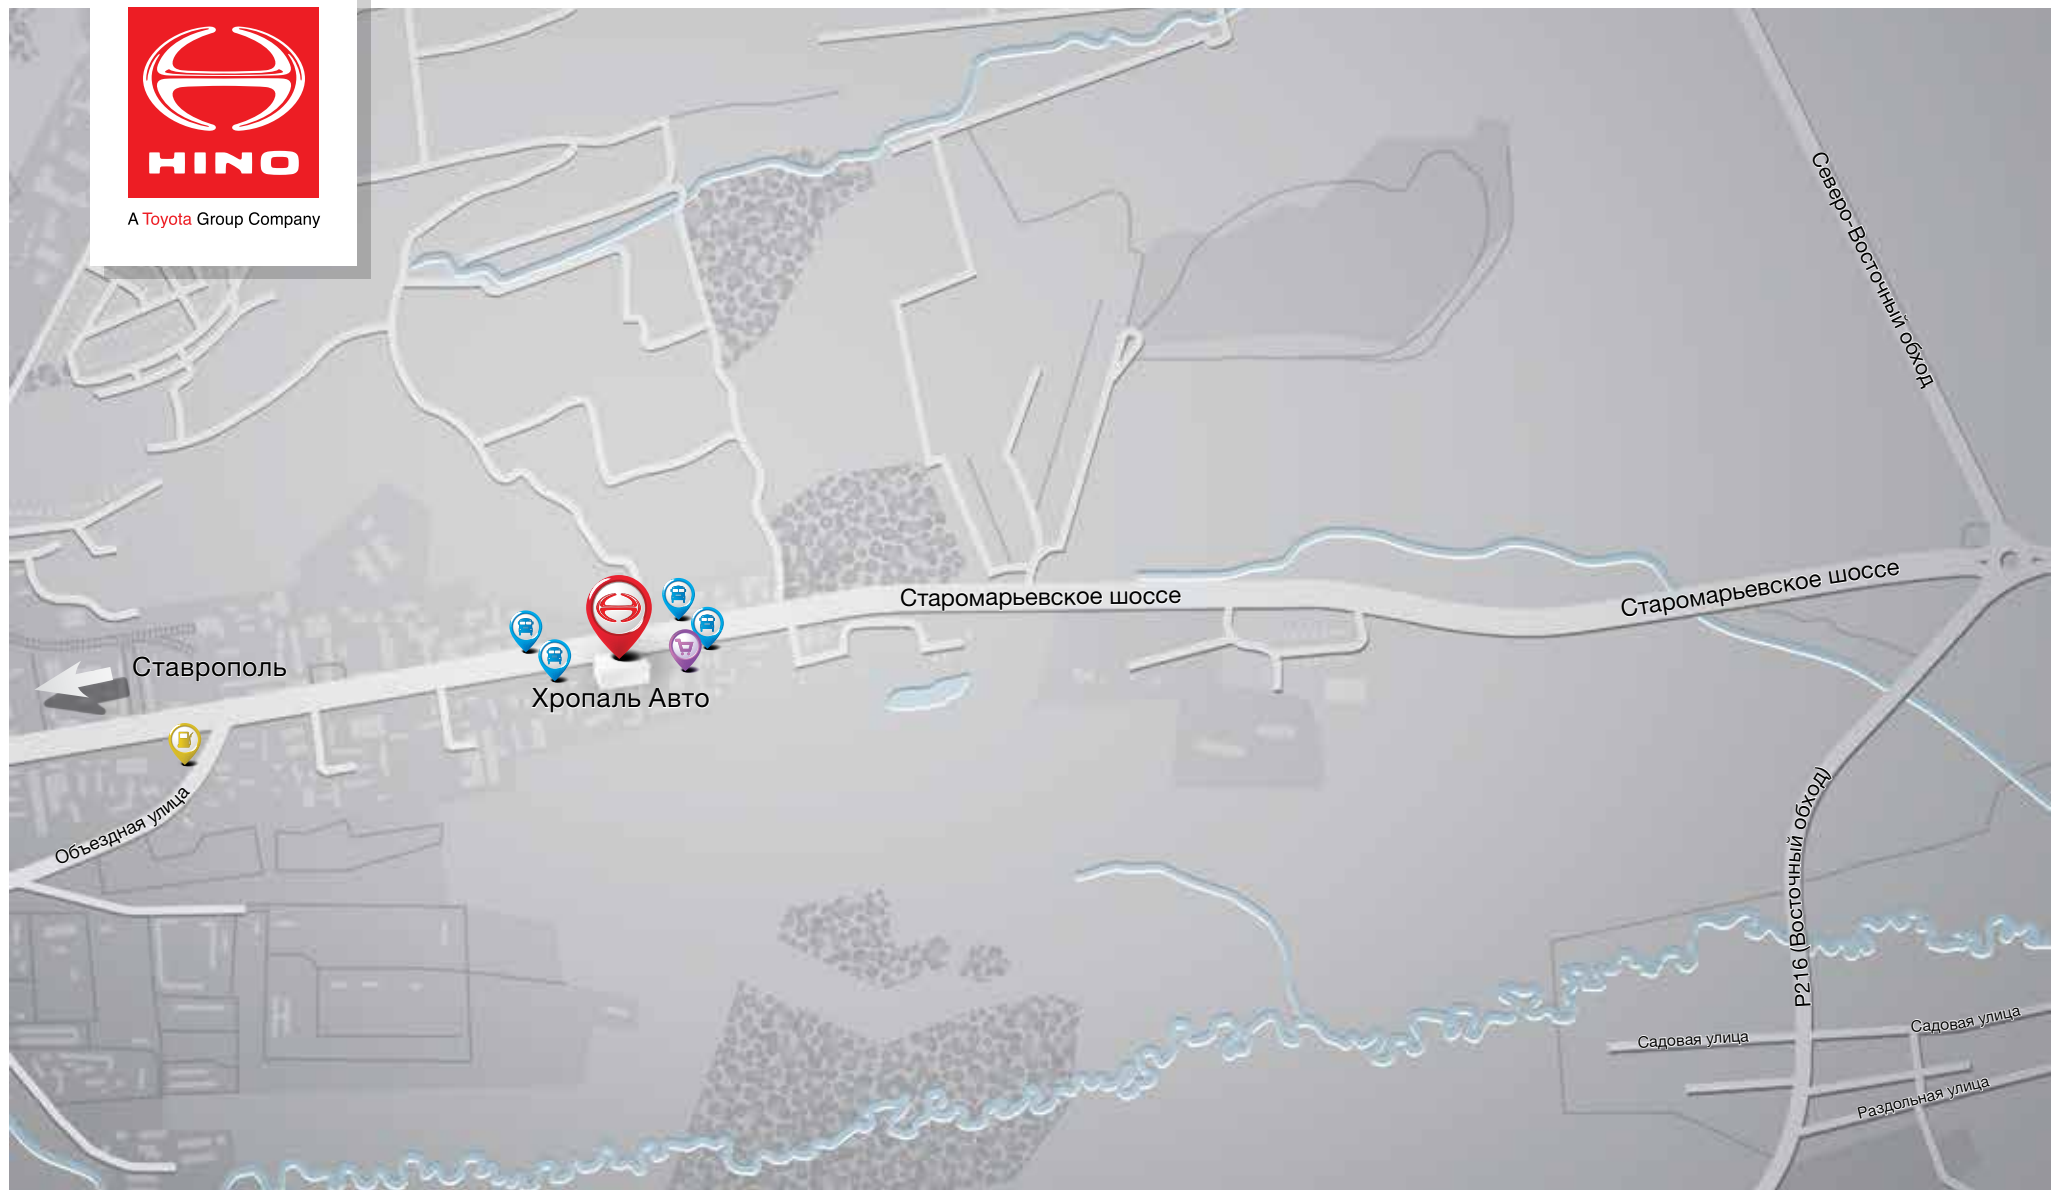 HINO
A Toyota Group Company
Северо-Восточный обход
Старомарьевское шоссе
Старомарьевское шоссе
Ставрополь
Хропаль Авто
Объездная улица
Р216 (Восточный обход)
Садовая улица
Садовая улица
Раздольная улица